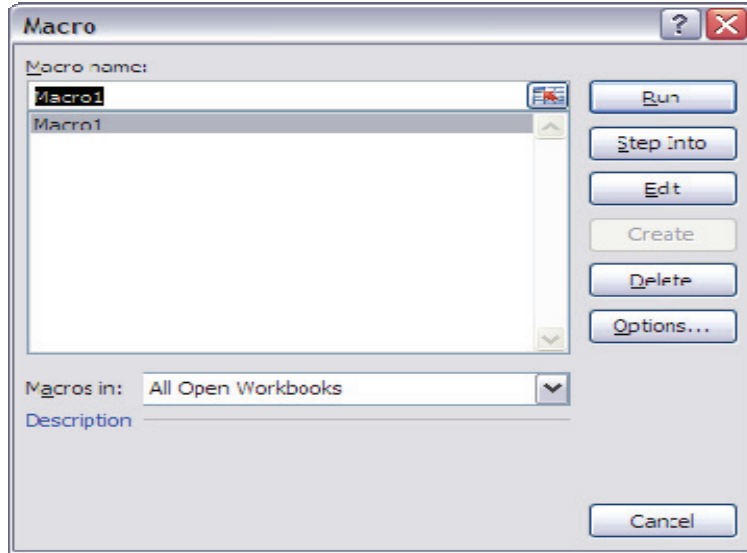 Macro
Macro name:
Macro1
Macro1
Run
Step Into
Edit
Create
Delete
Options...
Macros in: All Open Workbooks
Description
Cancel